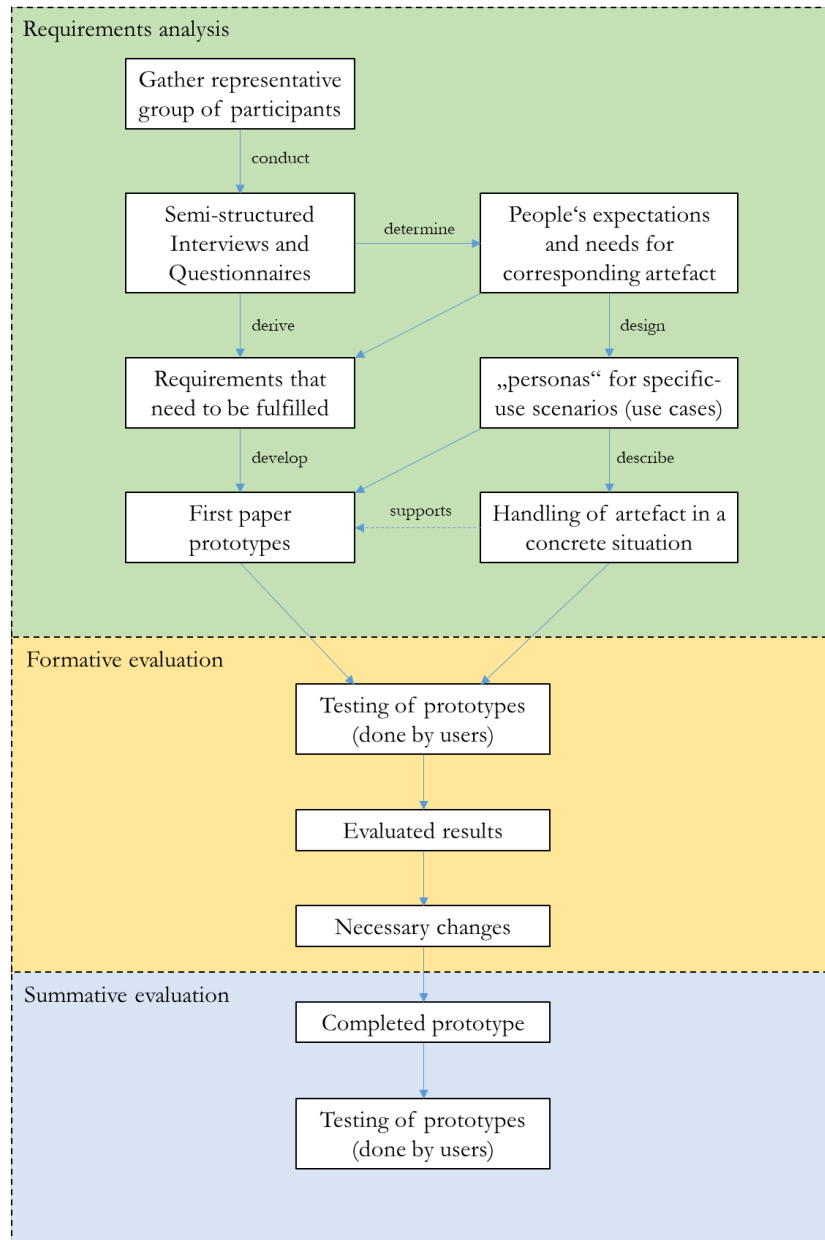 Requirements analysis
Gather representative
group of participants
conduct
Semi-structured
Interviews and
Questionnaires
determine
People‘s expectations
and needs for
corresponding artefact
derive
design
Requirements that
need to be fulfilled
„personas“ for specific-
use scenarios (use cases)
develop
describe
First paper
prototypes
supports
Handling of artefact in a
concrete situation
Formative evaluation
Testing of prototypes
(done by users)
Evaluated results
Necessary changes
Summative evaluation
Completed prototype
Testing of prototypes
(done by users)